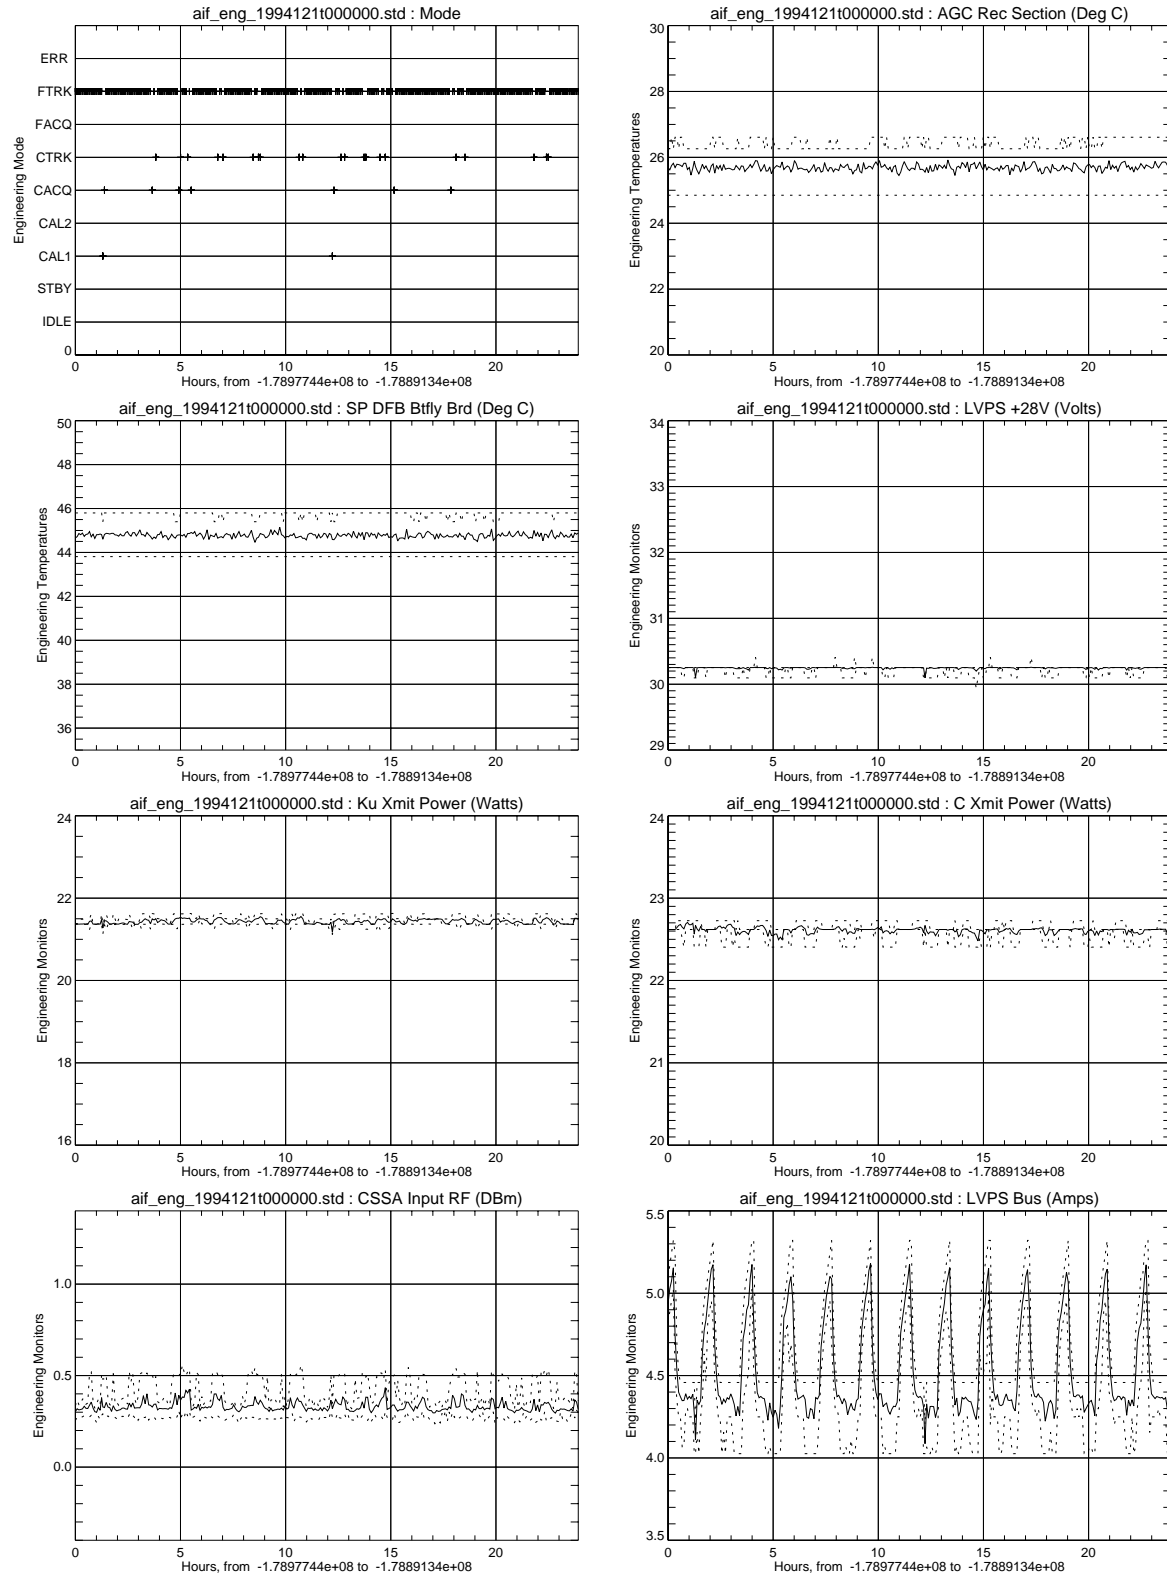 aif_eng_1994121t000000.std : Mode
Engineering Mode
ERR
FTRK
FACQ
CTRK
CACQ
CAL2
CAL1
STBY
IDLE
0
0 5 10 15 20
Hours, from -1.7897744e+08 to -1.7889134e+08
aif_eng_1994121t000000.std : AGC Rec Section (Deg C)
Engineering Temperatures
30
28
26
24
22
20
0 5 10 15 20
Hours, from -1.7897744e+08 to -1.7889134e+08
aif_eng_1994121t000000.std : SP DFB Btfly Brd (Deg C)
Engineering Temperatures
50
48
46
44
42
40
38
36
0 5 10 15 20
Hours, from -1.7897744e+08 to -1.7889134e+08
aif_eng_1994121t000000.std : LVPS +28V (Volts)
Engineering Monitors
34
33
32
31
30
29
0 5 10 15 20
Hours, from -1.7897744e+08 to -1.7889134e+08
aif_eng_1994121t000000.std : Ku Xmit Power (Watts)
Engineering Monitors
24
22
20
18
16
0 5 10 15 20
Hours, from -1.7897744e+08 to -1.7889134e+08
aif_eng_1994121t000000.std : C Xmit Power (Watts)
Engineering Monitors
24
23
22
21
20
0 5 10 15 20
Hours, from -1.7897744e+08 to -1.7889134e+08
aif_eng_1994121t000000.std : CSSA Input RF (DBm)
Engineering Monitors
1.0
0.5
0.0
0 5 10 15 20
Hours, from -1.7897744e+08 to -1.7889134e+08
aif_eng_1994121t000000.std : LVPS Bus (Amps)
Engineering Monitors
5.5
5.0
4.5
4.0
3.5
0 5 10 15 20
Hours, from -1.7897744e+08 to -1.7889134e+08